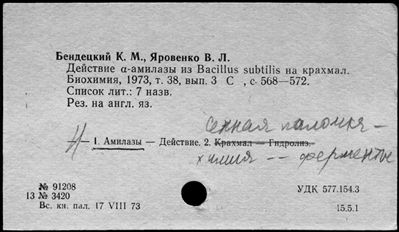 Бендецкий К. М., Яровенко В. Л.
Действие α-амилазы из Bacillus subtilis на крахмал.
Биохимия, 1973, т. 38, вып. 3 С , с. 568—572.
Список лит.: 7 назв.
Рез. на англ. яз.
Сенная палочка —
1. Амилазы — Действие. 2. Крахмал — Гидролиз.
химия -- ферменты
№ 91208
13 № 3420
Вс. кн. пал. 17 VIII 73
УДК 577.154.3
15.5.1